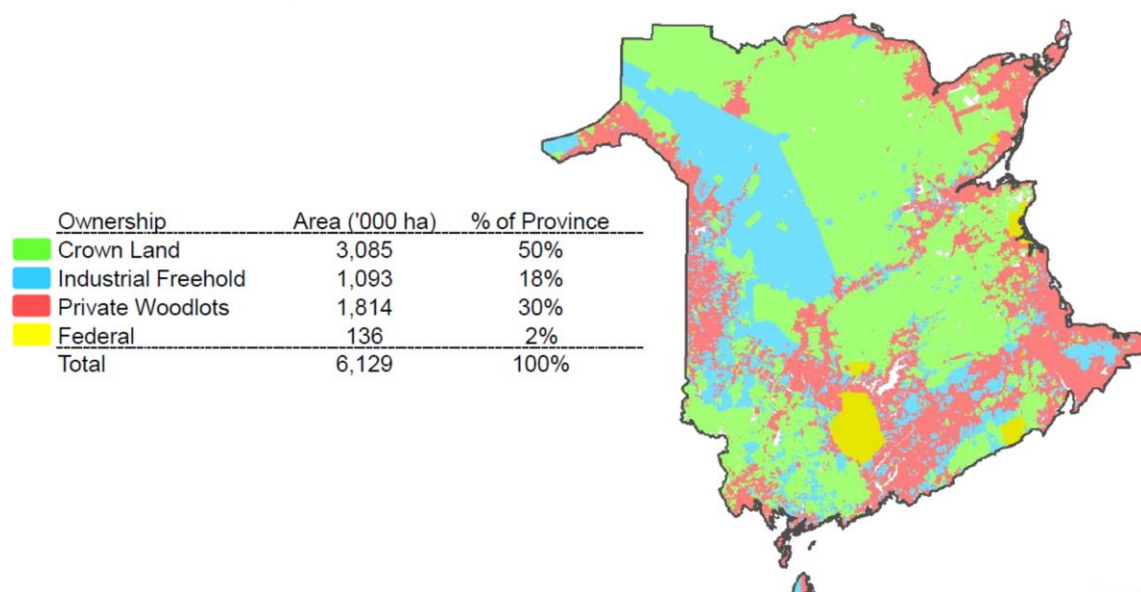 Ownership Area ('000 ha) % of Province
Crown Land 3,085 50%
Industrial Freehold 1,093 18%
Private Woodlots 1,814 30%
Federal 136 2%
Total 6,129 100%